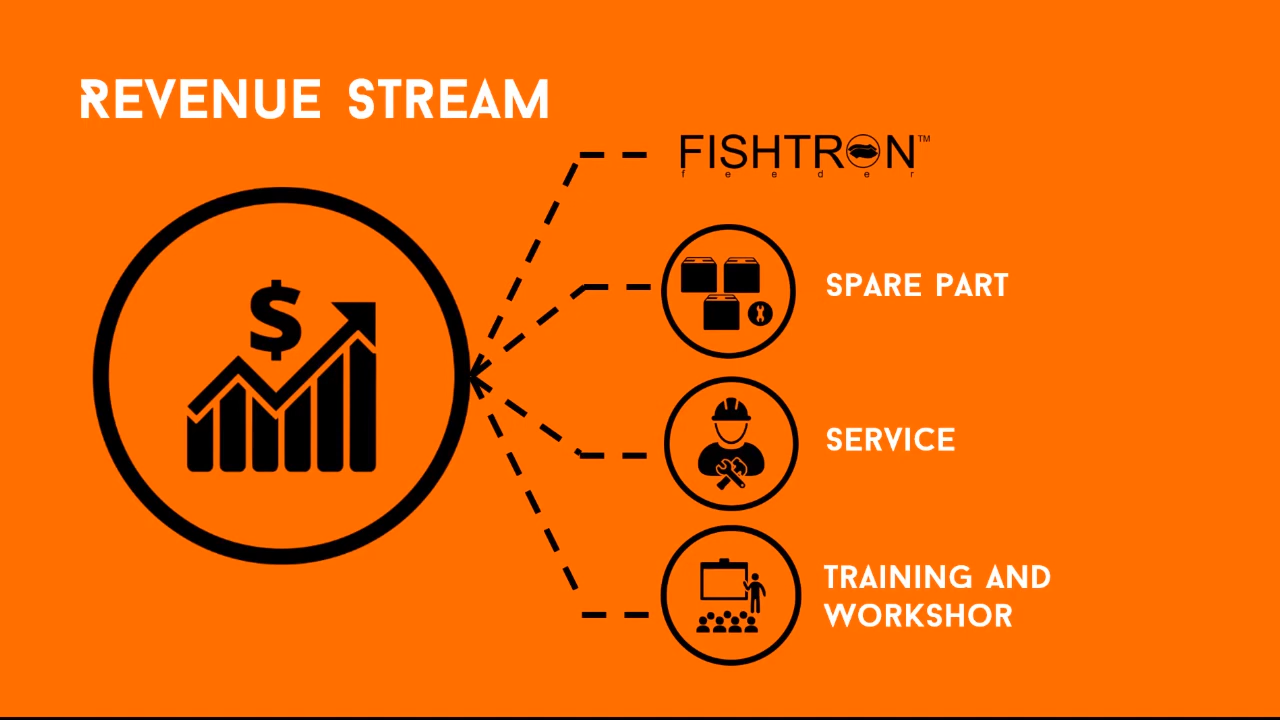 REVENUE STREAM
FISHTRON™
feeder
$
SPARE PART
SERVICE
TRAINING AND
WORKSHOR